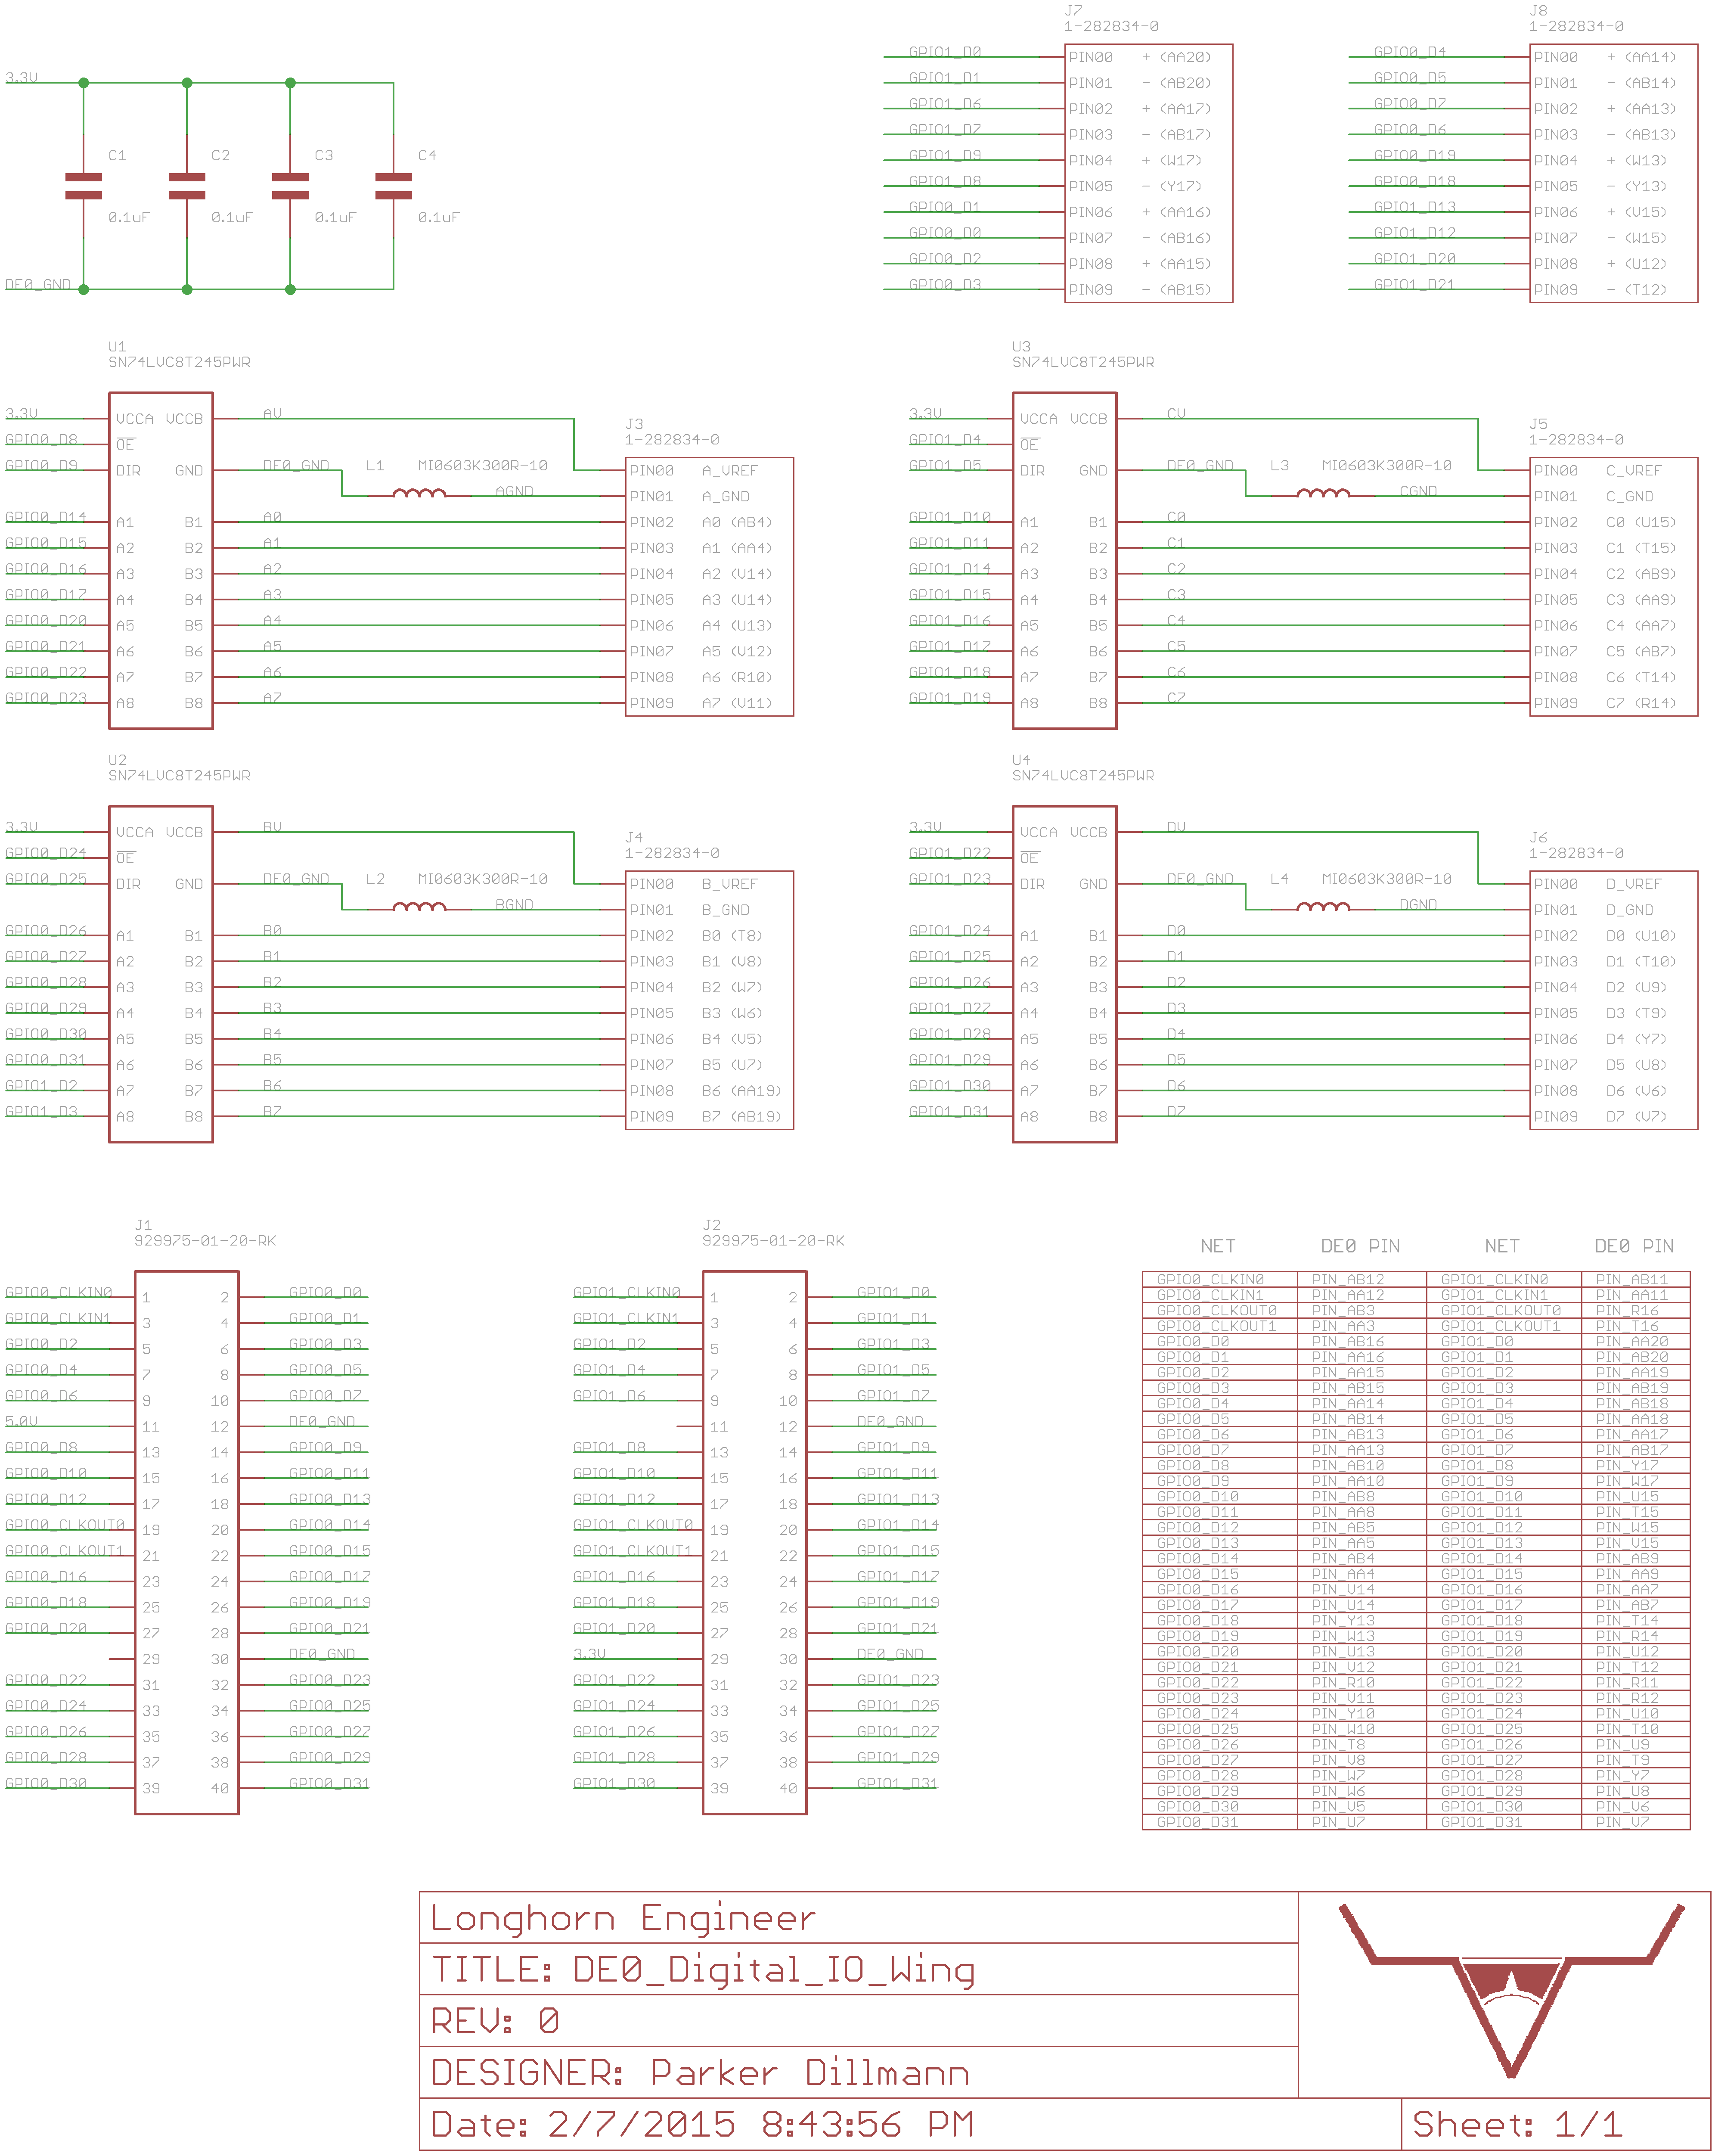 3.3V
C1 C2 C3 C4
0.1uF 0.1uF 0.1uF 0.1uF
DE0_GND
J7
1-282834-0
GPIO1_D0 PIN00 + (AA20)
GPIO1_D1 PIN01 - (AB20)
GPIO1_D6 PIN02 + (AA17)
GPIO1_D7 PIN03 - (AB17)
GPIO1_D9 PIN04 + (W17)
GPIO1_D8 PIN05 - (Y17)
GPIO0_D1 PIN06 + (AA16)
GPIO0_D0 PIN07 - (AB16)
GPIO0_D2 PIN08 + (AA15)
GPIO0_D3 PIN09 - (AB15)
J8
1-282834-0
GPIO0_D4 PIN00 + (AA14)
GPIO0_D5 PIN01 - (AB14)
GPIO0_D7 PIN02 + (AA13)
GPIO0_D6 PIN03 - (AB13)
GPIO0_D19 PIN04 + (W13)
GPIO0_D18 PIN05 - (Y13)
GPIO1_D13 PIN06 + (V15)
GPIO1_D12 PIN07 - (W15)
GPIO1_D20 PIN08 + (U12)
GPIO1_D21 PIN09 - (T12)
U1
SN74LVC8T245PWR
J3
1-282834-0
3.3V VCCA VCCB AV
GPIO0_D8 OE
GPIO0_D9 DIR GND DE0_GND L1 MI0603K300R-10 PIN00 A_VREF
AGND PIN01 A_GND
GPIO0_D14 A1 B1 A0 PIN02 A0 (AB4)
GPIO0_D15 A2 B2 A1 PIN03 A1 (AA4)
GPIO0_D16 A3 B3 A2 PIN04 A2 (V14)
GPIO0_D17 A4 B4 A3 PIN05 A3 (U14)
GPIO0_D20 A5 B5 A4 PIN06 A4 (U13)
GPIO0_D21 A6 B6 A5 PIN07 A5 (V12)
GPIO0_D22 A7 B7 A6 PIN08 A6 (R10)
GPIO0_D23 A8 B8 A7 PIN09 A7 (V11)
U3
SN74LVC8T245PWR
J5
1-282834-0
3.3V VCCA VCCB CV
GPIO1_D4 OE
GPIO1_D5 DIR GND DE0_GND L3 MI0603K300R-10 PIN00 C_VREF
CGND PIN01 C_GND
GPIO1_D10 A1 B1 C0 PIN02 C0 (U15)
GPIO1_D11 A2 B2 C1 PIN03 C1 (T15)
GPIO1_D14 A3 B3 C2 PIN04 C2 (AB9)
GPIO1_D15 A4 B4 C3 PIN05 C3 (AA9)
GPIO1_D16 A5 B5 C4 PIN06 C4 (AA7)
GPIO1_D17 A6 B6 C5 PIN07 C5 (AB7)
GPIO1_D18 A7 B7 C6 PIN08 C6 (T14)
GPIO1_D19 A8 B8 C7 PIN09 C7 (R14)
U2
SN74LVC8T245PWR
J4
1-282834-0
3.3V VCCA VCCB BV
GPIO0_D24 OE
GPIO0_D25 DIR GND DE0_GND L2 MI0603K300R-10 PIN00 B_VREF
BGND PIN01 B_GND
GPIO0_D26 A1 B1 B0 PIN02 B0 (T8)
GPIO0_D27 A2 B2 B1 PIN03 B1 (V8)
GPIO0_D28 A3 B3 B2 PIN04 B2 (W7)
GPIO0_D29 A4 B4 B3 PIN05 B3 (W6)
GPIO0_D30 A5 B5 B4 PIN06 B4 (V5)
GPIO0_D31 A6 B6 B5 PIN07 B5 (U7)
GPIO1_D2 A7 B7 B6 PIN08 B6 (AA19)
GPIO1_D3 A8 B8 B7 PIN09 B7 (AB19)
U4
SN74LVC8T245PWR
J6
1-282834-0
3.3V VCCA VCCB DV
GPIO1_D22 OE
GPIO1_D23 DIR GND DE0_GND L4 MI0603K300R-10 PIN00 D_VREF
DGND PIN01 D_GND
GPIO1_D24 A1 B1 D0 PIN02 D0 (U10)
GPIO1_D25 A2 B2 D1 PIN03 D1 (T10)
GPIO1_D26 A3 B3 D2 PIN04 D2 (U9)
GPIO1_D27 A4 B4 D3 PIN05 D3 (T9)
GPIO1_D28 A5 B5 D4 PIN06 D4 (Y7)
GPIO1_D29 A6 B6 D5 PIN07 D5 (U8)
GPIO1_D30 A7 B7 D6 PIN08 D6 (V6)
GPIO1_D31 A8 B8 D7 PIN09 D7 (V7)
J1
929975-01-20-RK
GPIO0_CLKIN0 1 2 GPIO0_D0
GPIO0_CLKIN1 3 4 GPIO0_D1
GPIO0_D2 5 6 GPIO0_D3
GPIO0_D4 7 8 GPIO0_D5
GPIO0_D6 9 10 GPIO0_D7
5.0V 11 12 DE0_GND
GPIO0_D8 13 14 GPIO0_D9
GPIO0_D10 15 16 GPIO0_D11
GPIO0_D12 17 18 GPIO0_D13
GPIO0_CLKOUT0 19 20 GPIO0_D14
GPIO0_CLKOUT1 21 22 GPIO0_D15
GPIO0_D16 23 24 GPIO0_D17
GPIO0_D18 25 26 GPIO0_D19
GPIO0_D20 27 28 GPIO0_D21
29 30 DE0_GND
GPIO0_D22 31 32 GPIO0_D23
GPIO0_D24 33 34 GPIO0_D25
GPIO0_D26 35 36 GPIO0_D27
GPIO0_D28 37 38 GPIO0_D29
GPIO0_D30 39 40 GPIO0_D31
J2
929975-01-20-RK
GPIO1_CLKIN0 1 2 GPIO1_D0
GPIO1_CLKIN1 3 4 GPIO1_D1
GPIO1_D2 5 6 GPIO1_D3
GPIO1_D4 7 8 GPIO1_D5
GPIO1_D6 9 10 GPIO1_D7
11 12 DE0_GND
GPIO1_D8 13 14 GPIO1_D9
GPIO1_D10 15 16 GPIO1_D11
GPIO1_D12 17 18 GPIO1_D13
GPIO1_CLKOUT0 19 20 GPIO1_D14
GPIO1_CLKOUT1 21 22 GPIO1_D15
GPIO1_D16 23 24 GPIO1_D17
GPIO1_D18 25 26 GPIO1_D19
GPIO1_D20 27 28 GPIO1_D21
3.3V 29 30 DE0_GND
GPIO1_D22 31 32 GPIO1_D23
GPIO1_D24 33 34 GPIO1_D25
GPIO1_D26 35 36 GPIO1_D27
GPIO1_D28 37 38 GPIO1_D29
GPIO1_D30 39 40 GPIO1_D31
NET DE0 PIN NET DE0 PIN
GPIO0_CLKIN0 PIN_AB12 GPIO1_CLKIN0 PIN_AB11
GPIO0_CLKIN1 PIN_AA12 GPIO1_CLKIN1 PIN_AA11
GPIO0_CLKOUT0 PIN_AB3 GPIO1_CLKOUT0 PIN_R16
GPIO0_CLKOUT1 PIN_AA3 GPIO1_CLKOUT1 PIN_T16
GPIO0_D0 PIN_AB16 GPIO1_D0 PIN_AA20
GPIO0_D1 PIN_AA16 GPIO1_D1 PIN_AB20
GPIO0_D2 PIN_AA15 GPIO1_D2 PIN_AA19
GPIO0_D3 PIN_AB15 GPIO1_D3 PIN_AB19
GPIO0_D4 PIN_AA14 GPIO1_D4 PIN_AB18
GPIO0_D5 PIN_AB14 GPIO1_D5 PIN_AA18
GPIO0_D6 PIN_AB13 GPIO1_D6 PIN_AA17
GPIO0_D7 PIN_AA13 GPIO1_D7 PIN_AB17
GPIO0_D8 PIN_AB10 GPIO1_D8 PIN_Y17
GPIO0_D9 PIN_AA10 GPIO1_D9 PIN_W17
GPIO0_D10 PIN_AB8 GPIO1_D10 PIN_U15
GPIO0_D11 PIN_AA8 GPIO1_D11 PIN_T15
GPIO0_D12 PIN_AB5 GPIO1_D12 PIN_W15
GPIO0_D13 PIN_AA5 GPIO1_D13 PIN_V15
GPIO0_D14 PIN_AB4 GPIO1_D14 PIN_AB9
GPIO0_D15 PIN_AA4 GPIO1_D15 PIN_AA9
GPIO0_D16 PIN_V14 GPIO1_D16 PIN_AA7
GPIO0_D17 PIN_U14 GPIO1_D17 PIN_AB7
GPIO0_D18 PIN_Y13 GPIO1_D18 PIN_T14
GPIO0_D19 PIN_W13 GPIO1_D19 PIN_R14
GPIO0_D20 PIN_U13 GPIO1_D20 PIN_U12
GPIO0_D21 PIN_V12 GPIO1_D21 PIN_T12
GPIO0_D22 PIN_R10 GPIO1_D22 PIN_R11
GPIO0_D23 PIN_V11 GPIO1_D23 PIN_R12
GPIO0_D24 PIN_Y10 GPIO1_D24 PIN_U10
GPIO0_D25 PIN_W10 GPIO1_D25 PIN_T10
GPIO0_D26 PIN_T8 GPIO1_D26 PIN_U9
GPIO0_D27 PIN_V8 GPIO1_D27 PIN_T9
GPIO0_D28 PIN_W7 GPIO1_D28 PIN_Y7
GPIO0_D29 PIN_W6 GPIO1_D29 PIN_U8
GPIO0_D30 PIN_V5 GPIO1_D30 PIN_V6
GPIO0_D31 PIN_U7 GPIO1_D31 PIN_V7
Longhorn Engineer
TITLE: DE0_Digital_IO_Wing
REV: 0
DESIGNER: Parker Dillmann
Date: 2/7/2015 8:43:56 PM
Sheet: 1/1